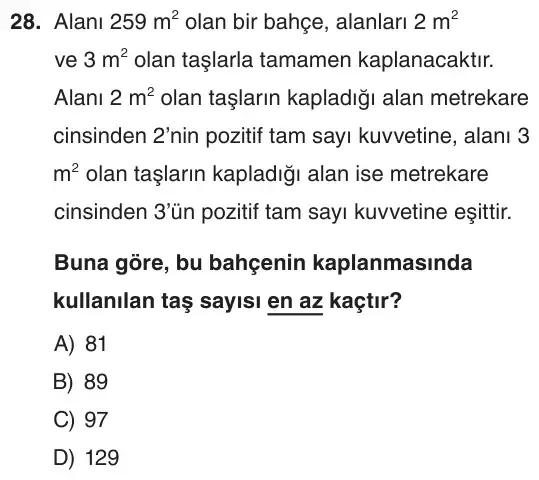 28. Alanı 259 m² olan bir bahçe, alanları 2 m²
ve 3 m² olan taşlarla tamamen kaplanacaktır.
Alanı 2 m² olan taşların kapladığı alan metrekare
cinsinden 2’nin pozitif tam sayı kuvvetine, alanı 3
m² olan taşların kapladığı alan ise metrekare
cinsinden 3’ün pozitif tam sayı kuvvetine eşittir.
Buna göre, bu bahçenin kaplanmasında
kullanılan taş sayısı en az kaçtır?
A) 81
B) 89
C) 97
D) 129